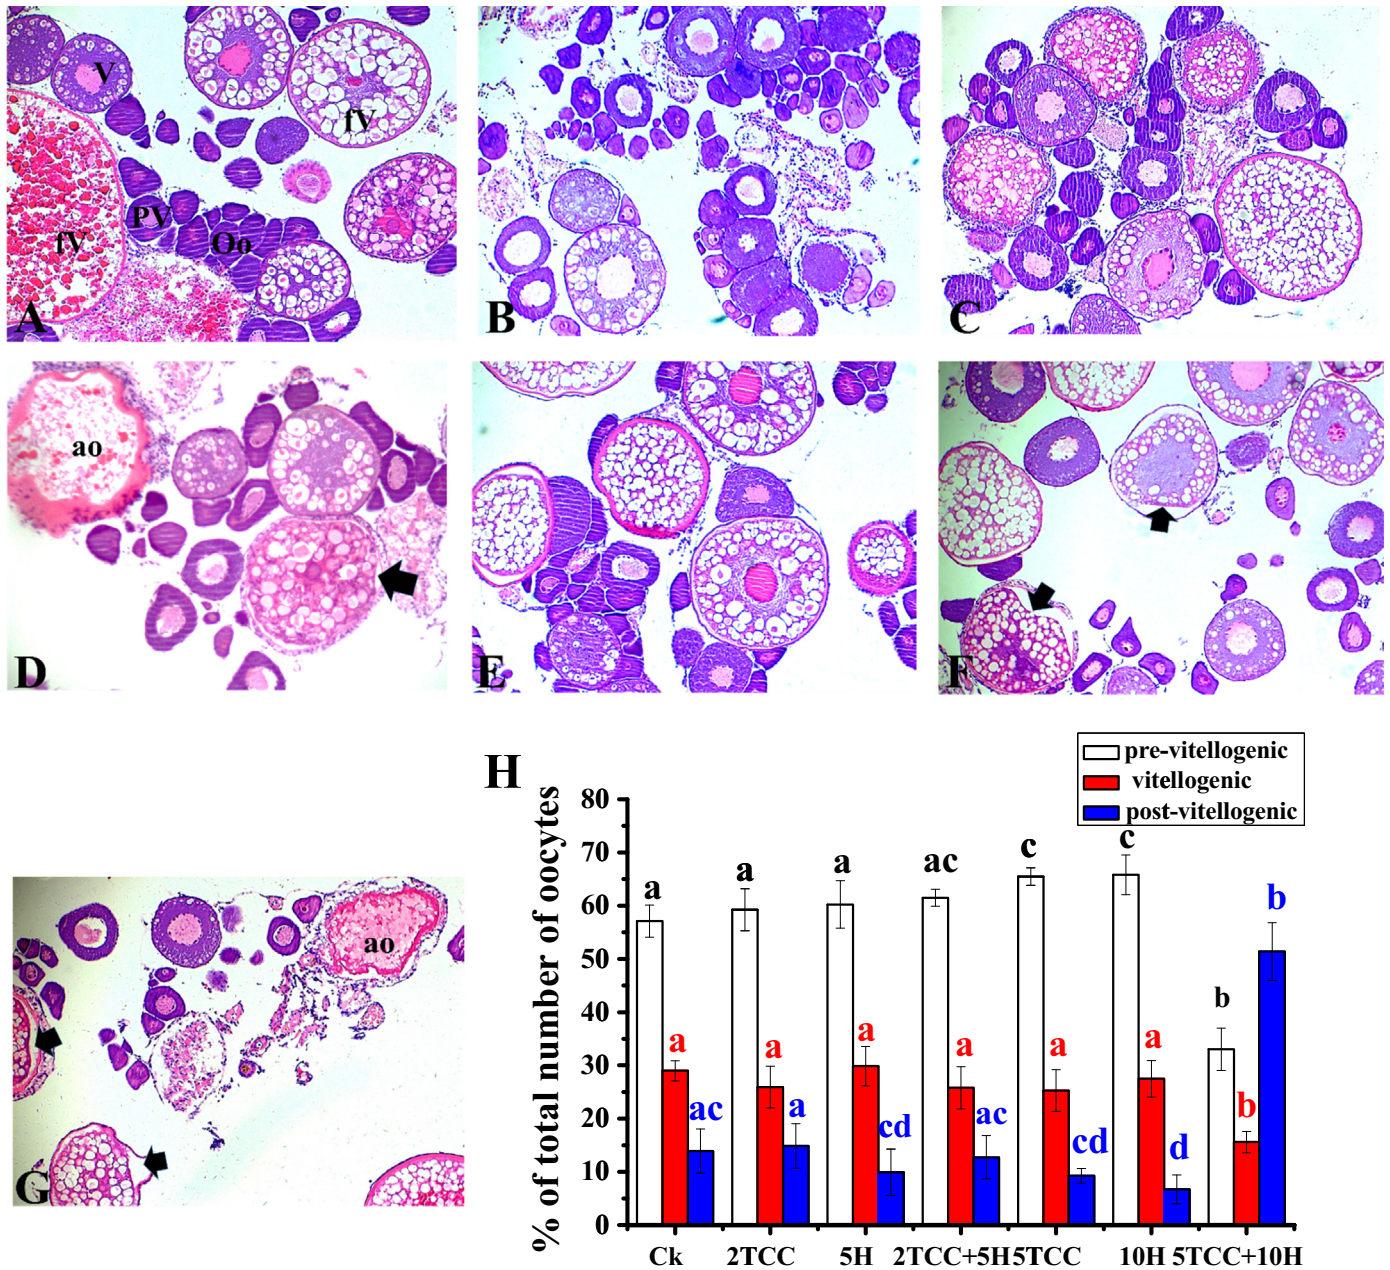 V
fV
PV
fV
Oo
A
B
C
ao
D
E
F
ao
G
H
pre-vitellogenic
vitellogenic
post-vitellogenic
% of total number of oocytes
80
70
60
50
40
30
20
10
0
a
a
ac
a
a
a
a
a
cd
ac
a
ac
c
a
cd
c
a
d
b
b
b
Ck 2TCC 5H 2TCC+5H 5TCC 10H 5TCC+10H